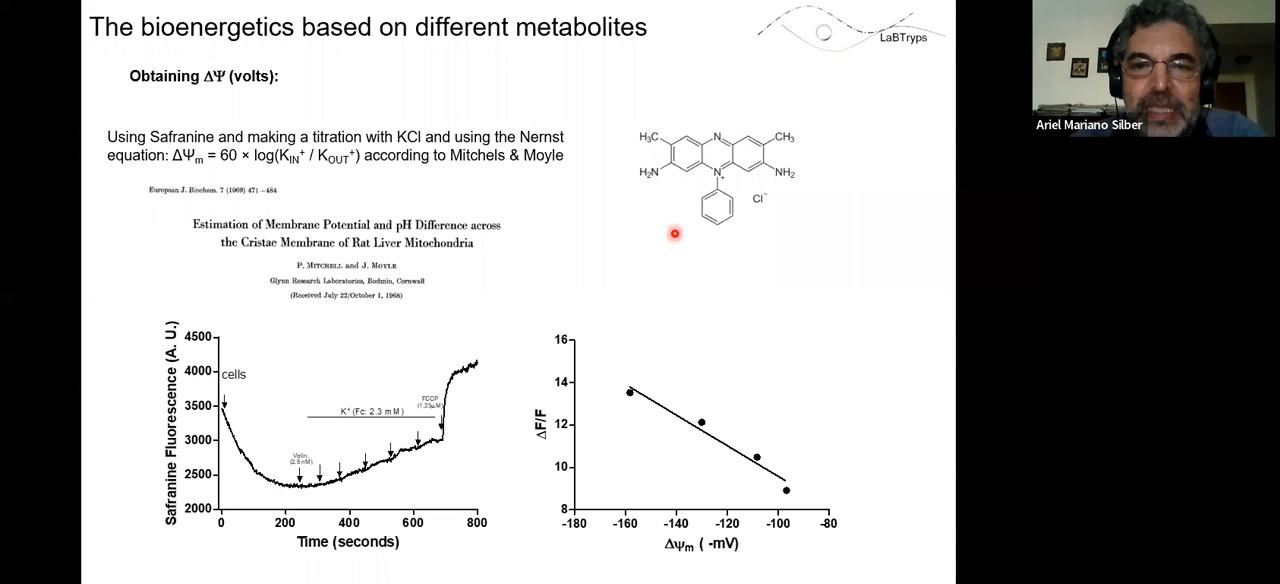 The bioenergetics based on different metabolites
LaBTryps
Ariel Mariano Silber
Obtaining ΔΨ (volts):
Using Safranine and making a titration with KCl and using the Nernst
equation: ΔΨm = 60 × log(KIN+ / KOUT+) according to Mitchels & Moyle
H₃C
N
CH₃
H₂N
N+
NH₂
Cl−
European J. Biochem. 7 (1969) 471–484
Estimation of Membrane Potential and pH Difference across
the Cristae Membrane of Rat Liver Mitochondria
P. MITCHELL and J. MOYLE
Glynn Research Laboratories, Bodmin, Cornwall
(Received July 22/October 1, 1968)
Safranine Fluorescence (A. U.)
4500
4000
3500
3000
2500
2000
cells
Valin.
(2.5 nM)
K+ (Fc: 2.3 mM)
FCCP
(1.25µM)
0
200
400
600
800
Time (seconds)
ΔF/F
16
14
12
10
8
-180
-160
-140
-120
-100
-80
Δψm ( -mV)